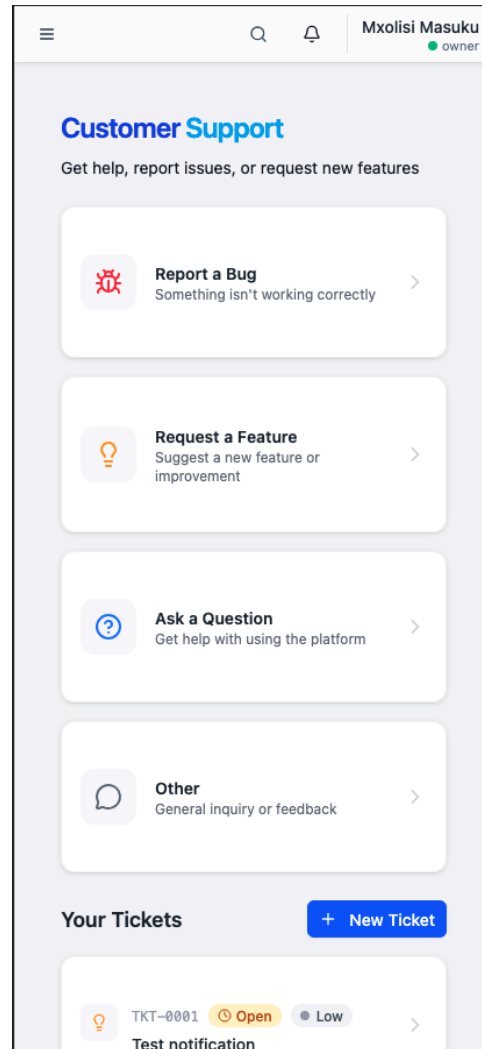 Mxolisi Masuku
owner
Customer Support
Get help, report issues, or request new features
Report a Bug
Something isn't working correctly
Request a Feature
Suggest a new feature or
improvement
Ask a Question
Get help with using the platform
Other
General inquiry or feedback
Your Tickets
+ New Ticket
TKT-0001 Open Low
Test notification